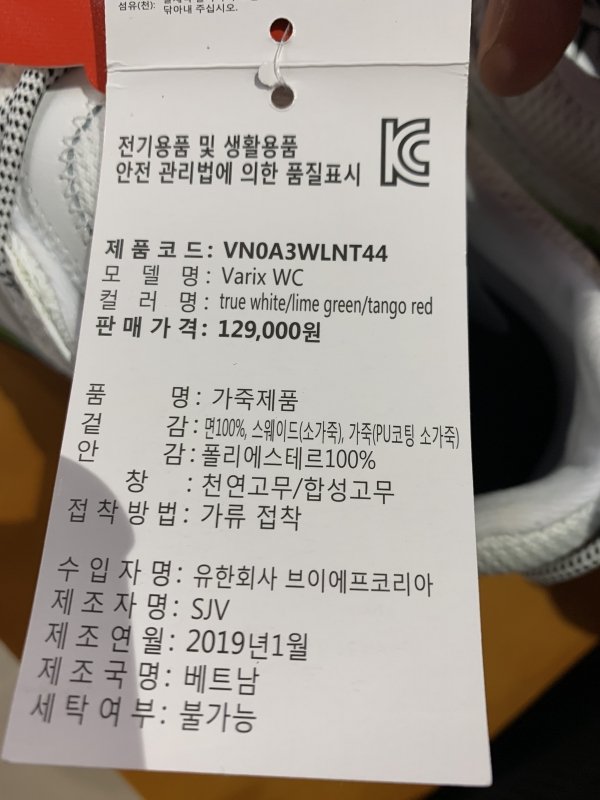 섬유(천):
닦아내 주십시오.
전기용품 및 생활용품
안전 관리법에 의한 품질표시
KC
제품코드: VN0A3WLNT44
모델명: Varix WC
컬러명: true white/lime green/tango red
판매가격: 129,000원
품명: 가죽제품
겉감: 면100%, 스웨이드(소가죽), 가죽(PU코팅 소가죽)
안감: 폴리에스테르100%
창: 천연고무/합성고무
접착방법: 가류 접착
수입자명: 유한회사 브이에프코리아
제조자명: SJV
제조연월: 2019년1월
제조국명: 베트남
세탁여부: 불가능